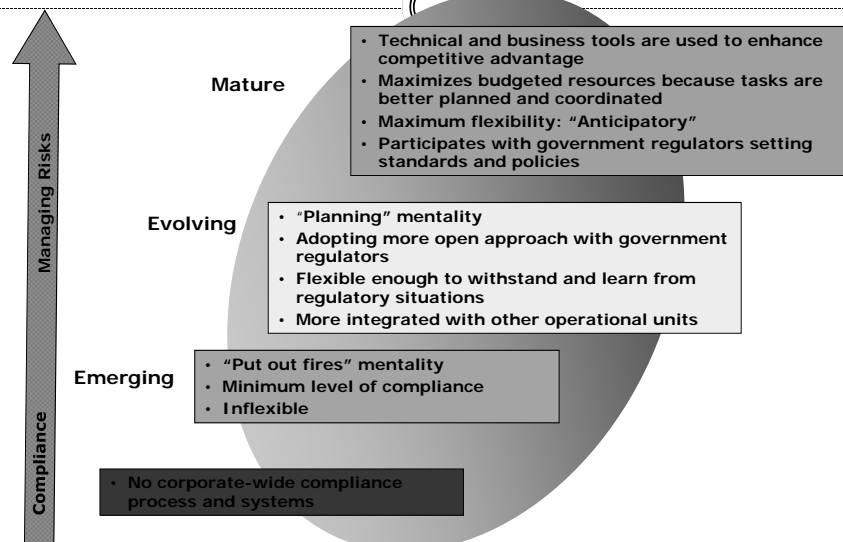 • Technical and business tools are used to enhance
competitive advantage
• Maximizes budgeted resources because tasks are
better planned and coordinated
• Maximum flexibility: “Anticipatory”
• Participates with government regulators setting
standards and policies
Mature
Managing Risks
Evolving
• “Planning” mentality
• Adopting more open approach with government
regulators
• Flexible enough to withstand and learn from
regulatory situations
• More integrated with other operational units
Emerging
• “Put out fires” mentality
• Minimum level of compliance
• Inflexible
Compliance
• No corporate-wide compliance
process and systems